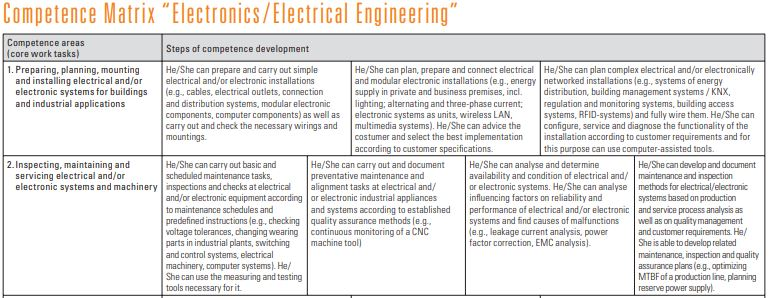 Competence Matrix “Electronics/Electrical Engineering”
Competence areas
(core work tasks)
Steps of competence development
1. Preparing, planning, mounting
and installing electrical and/or
electronic systems for buildings
and industrial applications
He/She can prepare and carry out simple
electrical and/or electronic installations
(e.g., cables, electrical outlets, connection
and distribution systems, modular electronic
components, computer components) as well as
carry out and check the necessary wirings and
mountings.
He/She can plan, prepare and connect electrical
and modular electronic installations (e.g., energy
supply in private and business premises, incl.
lighting; alternating and three-phase current;
electronic systems as units, wireless LAN,
multimedia systems). He/She can advice the
costumer and select the best implementation
according to customer specifications.
He/She can plan complex electrical and/or electronically
networked installations (e.g., systems of energy
distribution, building management systems / KNX,
regulation and monitoring systems, building access
systems, RFID-systems) and fully wire them. He/She can
configure, service and diagnose the functionality of the
installation according to customer requirements and for
this purpose can use computer-assisted tools.
2. Inspecting, maintaining and
servicing electrical and/or
electronic systems and machinery
He/She can carry out basic and
scheduled maintenance tasks,
inspections and checks at electrical
and/or electronic equipment according
to maintenance schedules and
predefined instructions (e.g., checking
voltage tolerances, changing wearing
parts in industrial plants, switching
and control systems, electrical
machinery, computer systems). He/
She can use the measuring and testing
tools necessary for it.
He/She can carry out and document
preventative maintenance and
alignment tasks at electrical and/
or electronic industrial appliances
and systems according to established
quality assurance methods (e.g.,
continuous monitoring of a CNC
machine tool)
He/She can analyse and determine
availability and condition of electrical and/
or electronic systems. He/She can analyse
influencing factors on reliability and
performance of electrical and/or electronic
systems and find causes of malfunctions
(e.g., leakage current analysis, power
factor correction, EMC analysis).
He/She can develop and document
maintenance and inspection
methods for electrical/electronic
systems based on production
and service process analysis as
well as on quality management
and customer requirements. He/
She is able to develop related
maintenance, inspection and quality
assurance plans (e.g., optimizing
MTBF of a production line, planning
reserve power supply).